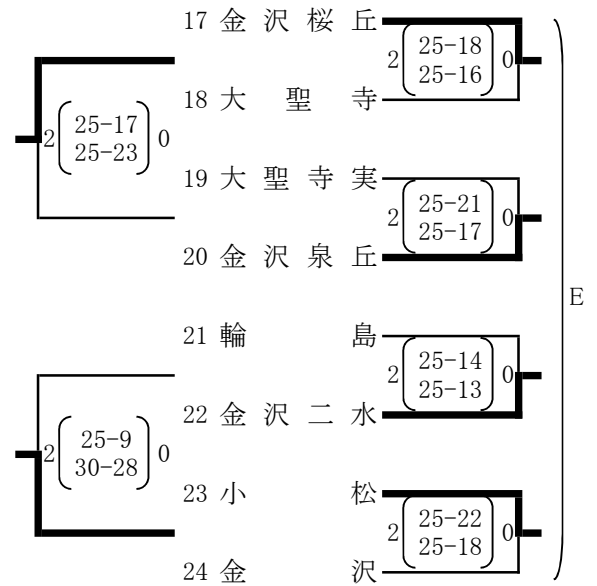 17 金沢桜丘
2 25-18 0
25-16
18 大聖寺
2 25-17 0
25-23
19 大聖寺実
2 25-21 0
25-17
20 金沢泉丘
E
21 輪島
2 25-14 0
25-13
22 金沢二水
2 25-9 0
30-28
23 小松
2 25-22 0
25-18
24 金沢